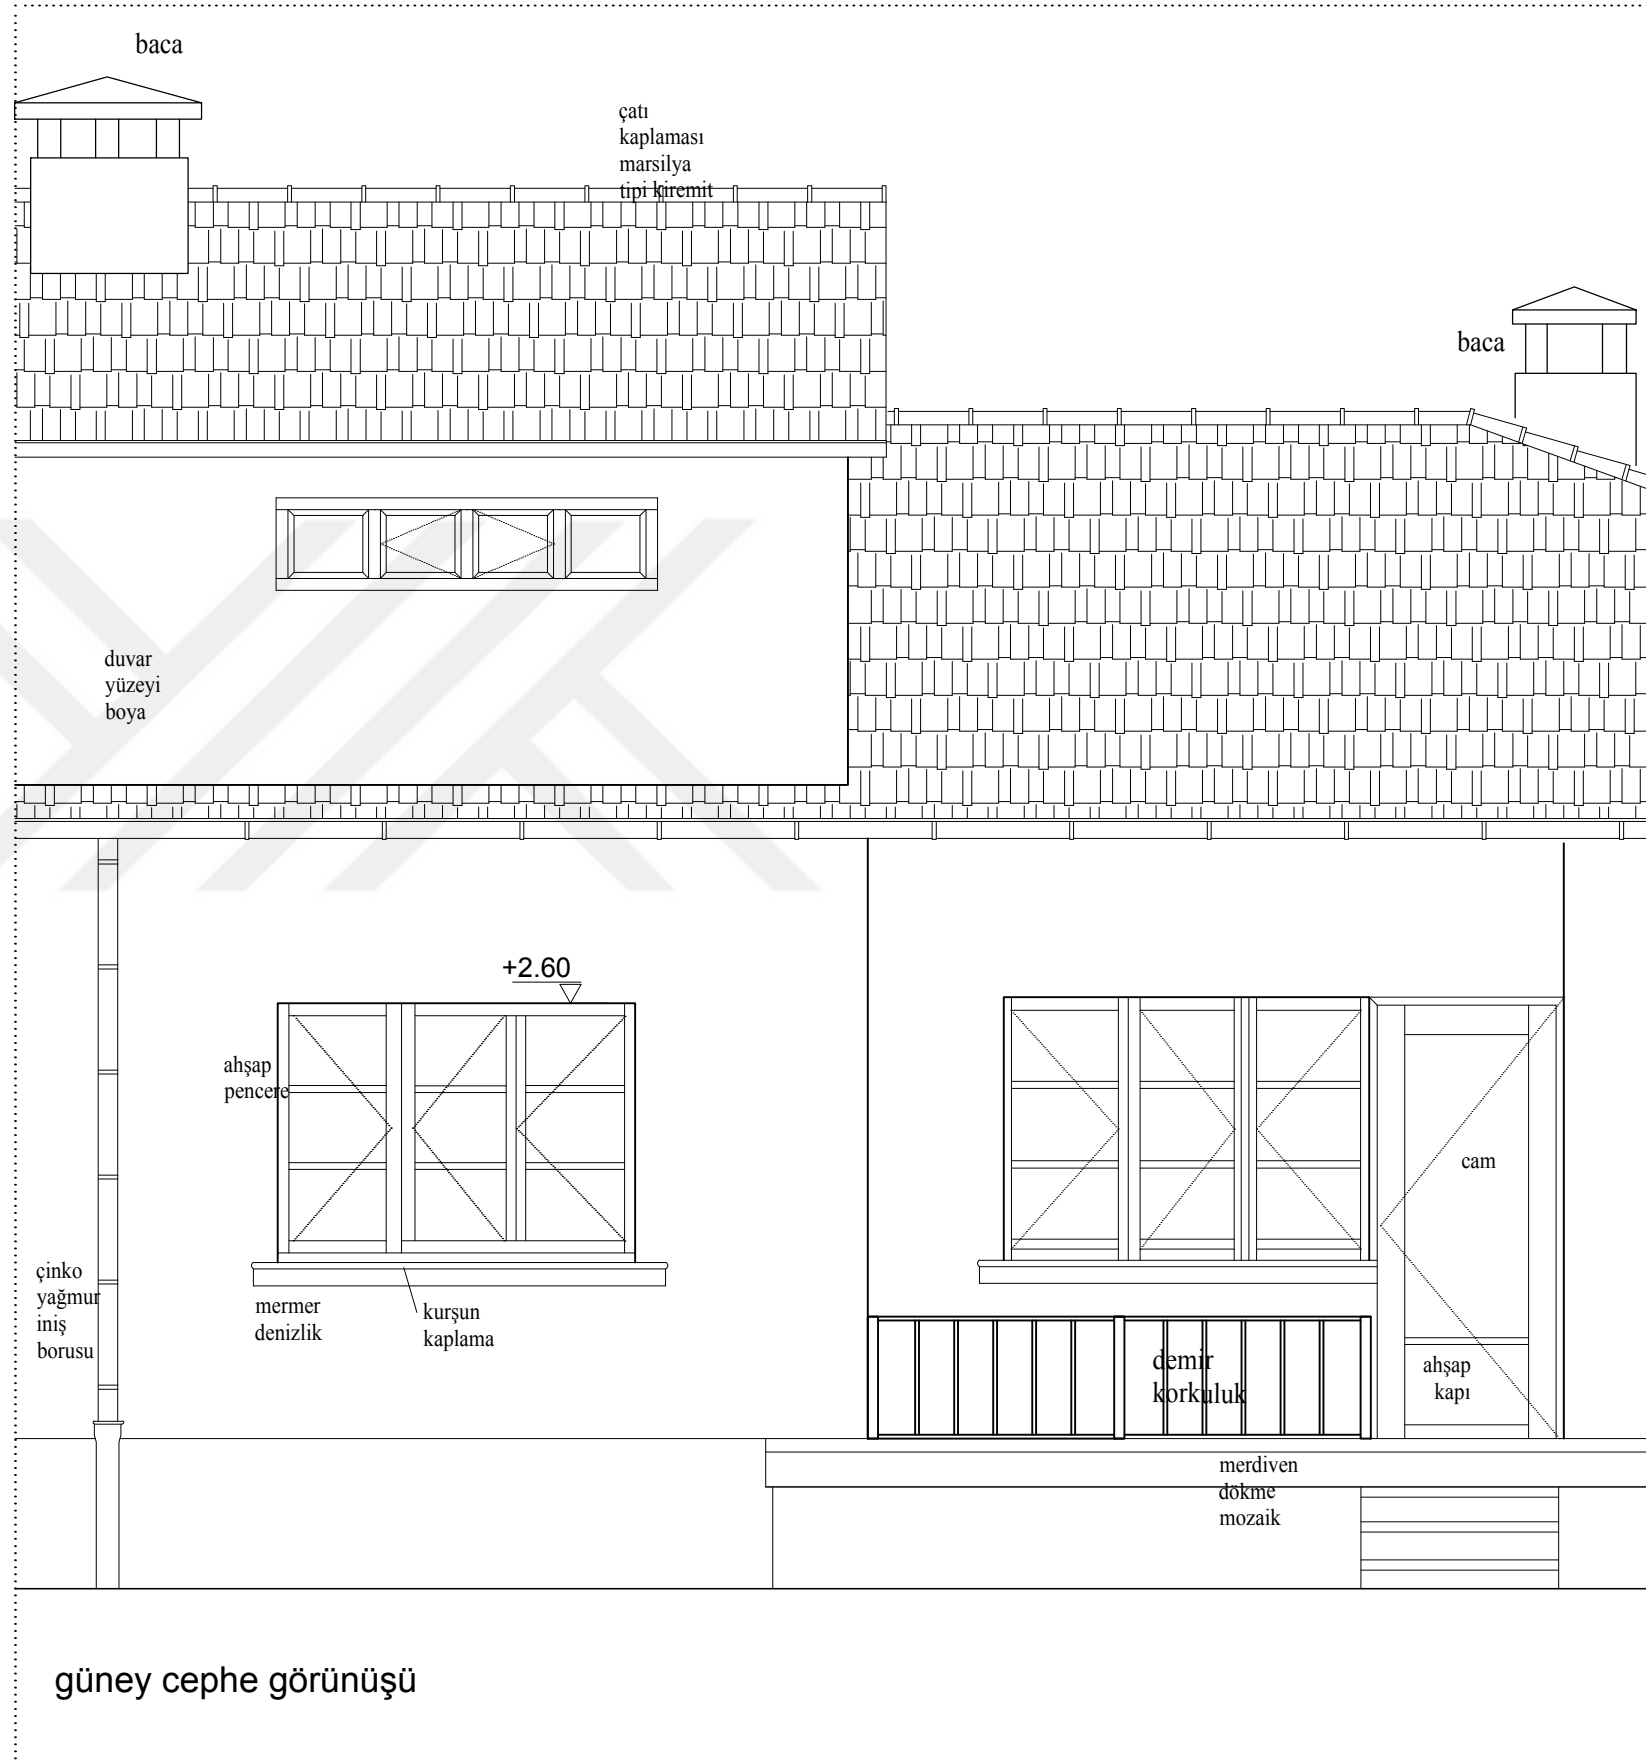 baca
çatı
kaplaması
marsilya
tipi kiremit
baca
duvar
yüzeyi
boya
+2.60
ahşap
pencere
cam
çinko
yağmur
iniş
borusu
mermer
denizlik
kurşun
kaplama
demir
korkuluk
ahşap
kapı
merdiven
dökme
mozaik
güney cephe görünüşü